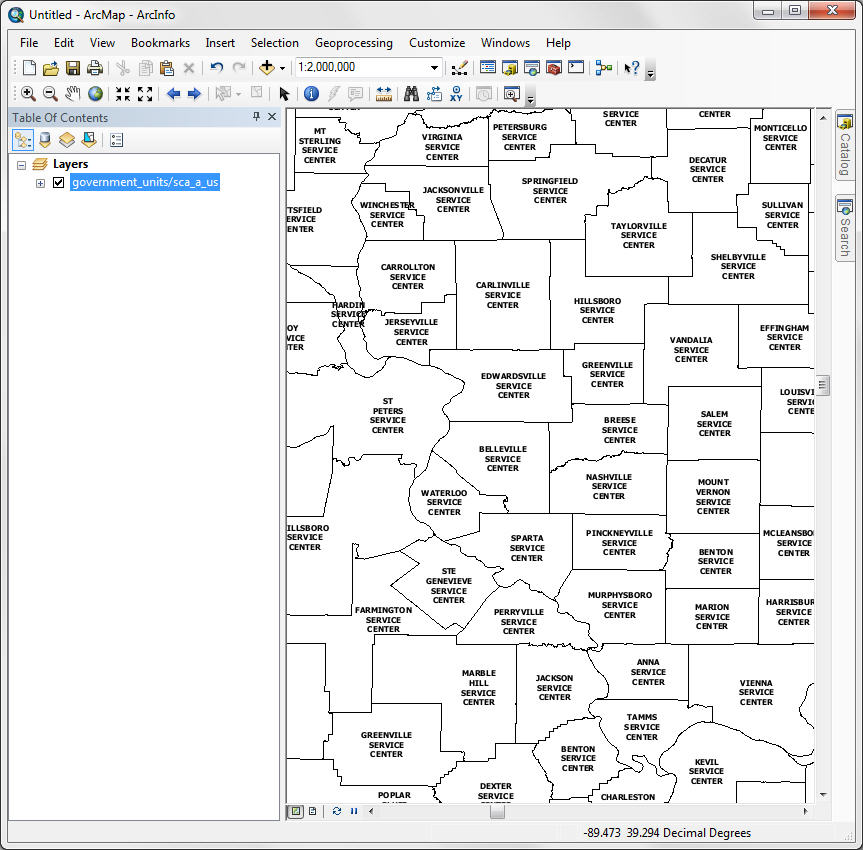 Untitled - ArcMap - ArcInfo
File Edit View Bookmarks Insert Selection Geoprocessing Customize Windows Help
1:2,000,000
Table Of Contents
Layers
government_units/sca_a_us
Catalog
Search
MT
STERLING
SERVICE
CENTER
VIRGINIA
SERVICE
CENTER
PETERSBURG
SERVICE
CENTER
SERVICE
CENTER
CENTER
MONTICELLO
SERVICE
CENTER
DECATUR
SERVICE
CENTER
TSFIELD
ERVICE
ENTER
WINCHESTER
SERVICE
CENTER
JACKSONVILLE
SERVICE
CENTER
SPRINGFIELD
SERVICE
CENTER
TAYLORVILLE
SERVICE
CENTER
SULLIVAN
SERVICE
CENTER
SHELBYVILLE
SERVICE
CENTER
CARROLLTON
SERVICE
CENTER
CARLINVILLE
SERVICE
CENTER
HILLSBORO
SERVICE
CENTER
HARDIN
SERVICE
CENTER
OY
VICE
TER
JERSEYVILLE
SERVICE
CENTER
VANDALIA
SERVICE
CENTER
EFFINGHAM
SERVICE
CENTER
EDWARDSVILLE
SERVICE
CENTER
GREENVILLE
SERVICE
CENTER
ST
PETERS
SERVICE
CENTER
BREESE
SERVICE
CENTER
SALEM
SERVICE
CENTER
LOUISVI
SERVIC
CENTE
BELLEVILLE
SERVICE
CENTER
NASHVILLE
SERVICE
CENTER
MOUNT
VERNON
SERVICE
CENTER
WATERLOO
SERVICE
CENTER
ILLSBORO
SERVICE
CENTER
SPARTA
SERVICE
CENTER
PINCKNEYVILLE
SERVICE
CENTER
BENTON
SERVICE
CENTER
MCLEANSBO
SERVICE
CENTER
STE
GENEVIEVE
SERVICE
CENTER
FARMINGTON
SERVICE
CENTER
PERRYVILLE
SERVICE
CENTER
MURPHYSBORO
SERVICE
CENTER
MARION
SERVICE
CENTER
HARRISBUR
SERVICE
CENTER
MARBLE
HILL
SERVICE
CENTER
JACKSON
SERVICE
CENTER
ANNA
SERVICE
CENTER
VIENNA
SERVICE
CENTER
GREENVILLE
SERVICE
CENTER
TAMMS
SERVICE
CENTER
BENTON
SERVICE
CENTER
KEVIL
SERVICE
CENTER
POPLAR
DEXTER
SERVICE
CHARLESTON
-89.473 39.294 Decimal Degrees